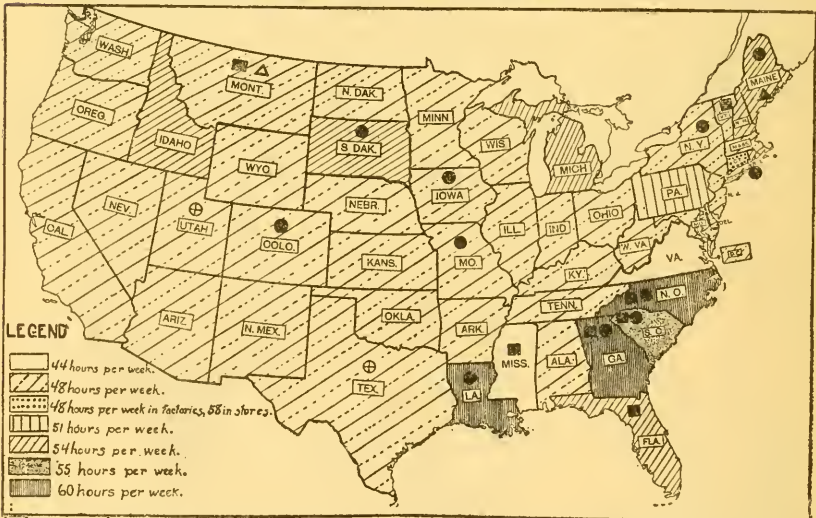 WASH.
MONT.
N. DAK.
MINN
MAINE
OREG.
IDAHO
S. DAK.
WIS.
MICH
N.Y.
MASS.
WYO
IOWA
PA.
NEV.
NEBR.
OHIO
CAL.
UTAH
COLO.
ILL.
IND
DEL.
W. VA.
VA.
KANS.
MO.
KY.
N. C.
TENN.
ARIZ.
N. MEX.
OKLA.
ARK.
S. C.
MISS.
ALA.
GA.
TEX.
LA.
FLA.
LEGEND
44 hours per week.
48 hours per week.
48 hours per week in factories, 58 in stores.
51 hours per week.
54 hours per week.
55 hours per week.
60 hours per week.